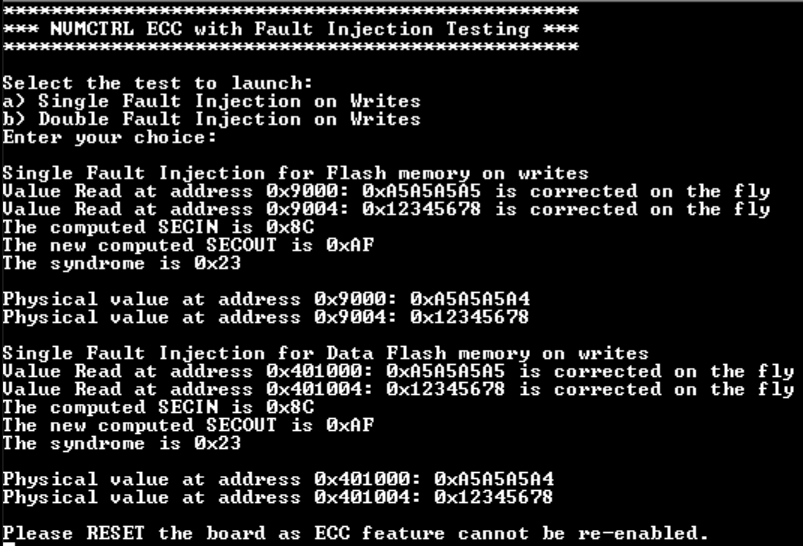 ************************************************
*** NVMCTRL ECC with Fault Injection Testing ***
************************************************
Select the test to launch:
a) Single Fault Injection on Writes
b) Double Fault Injection on Writes
Enter your choice:
Single Fault Injection for Flash memory on writes
Value Read at address 0x9000: 0xA5A5A5A5 is corrected on the fly
Value Read at address 0x9004: 0x12345678 is corrected on the fly
The computed SECIN is 0x8C
The new computed SECOUT is 0xAF
The syndrome is 0x23
Physical value at address 0x9000: 0xA5A5A5A4
Physical value at address 0x9004: 0x12345678
Single Fault Injection for Data Flash memory on writes
Value Read at address 0x401000: 0xA5A5A5A5 is corrected on the fly
Value Read at address 0x401004: 0x12345678 is corrected on the fly
The computed SECIN is 0x8C
The new computed SECOUT is 0xAF
The syndrome is 0x23
Physical value at address 0x401000: 0xA5A5A5A4
Physical value at address 0x401004: 0x12345678
Please RESET the board as ECC feature cannot be re-enabled.